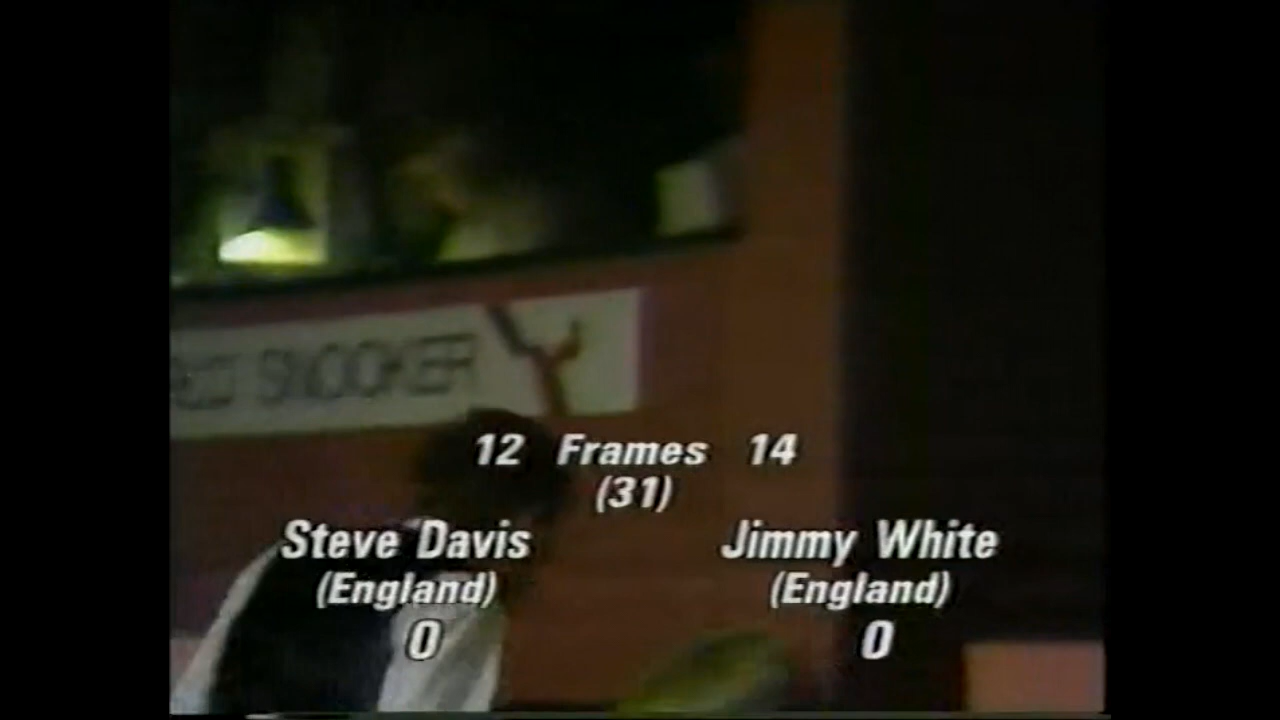 SNOOKER
12 Frames 14
(31)
Steve Davis Jimmy White
(England) (England)
0 0